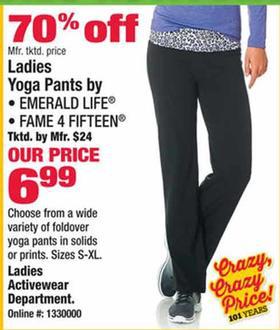 70% off
Mfr. tktd. price
Ladies
Yoga Pants by
• EMERALD LIFE®
• FAME 4 FIFTEEN®
Tktd. by Mfr. $24
OUR PRICE
6.99
Choose from a wide
variety of foldover
yoga pants in solids
or prints. Sizes S-XL.
Ladies
Activewear
Department.
Online #: 1330000
Crazy,
Crazy
Price!
101 YEARS